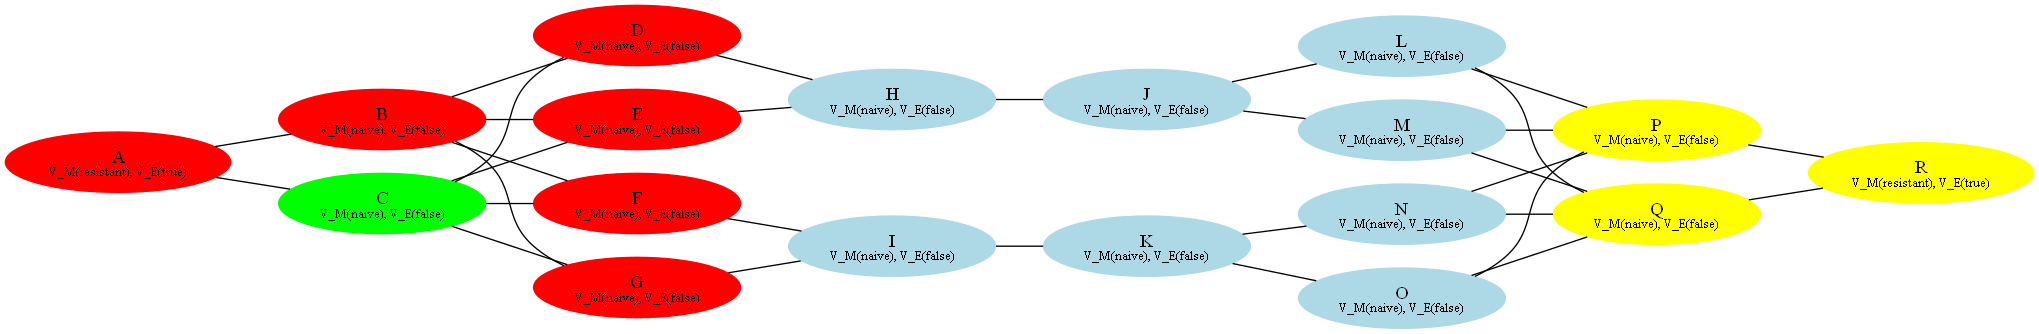 A
V_M(resistant), V_E(true)
B
V_M(naive), V_E(false)
C
V_M(naive), V_E(false)
D
V_M(naive), V_E(false)
E
V_M(naive), V_E(false)
F
V_M(naive), V_E(false)
G
V_M(naive), V_E(false)
H
V_M(naive), V_E(false)
I
V_M(naive), V_E(false)
J
V_M(naive), V_E(false)
K
V_M(naive), V_E(false)
L
V_M(naive), V_E(false)
M
V_M(naive), V_E(false)
N
V_M(naive), V_E(false)
O
V_M(naive), V_E(false)
P
V_M(naive), V_E(false)
Q
V_M(naive), V_E(false)
R
V_M(resistant), V_E(true)